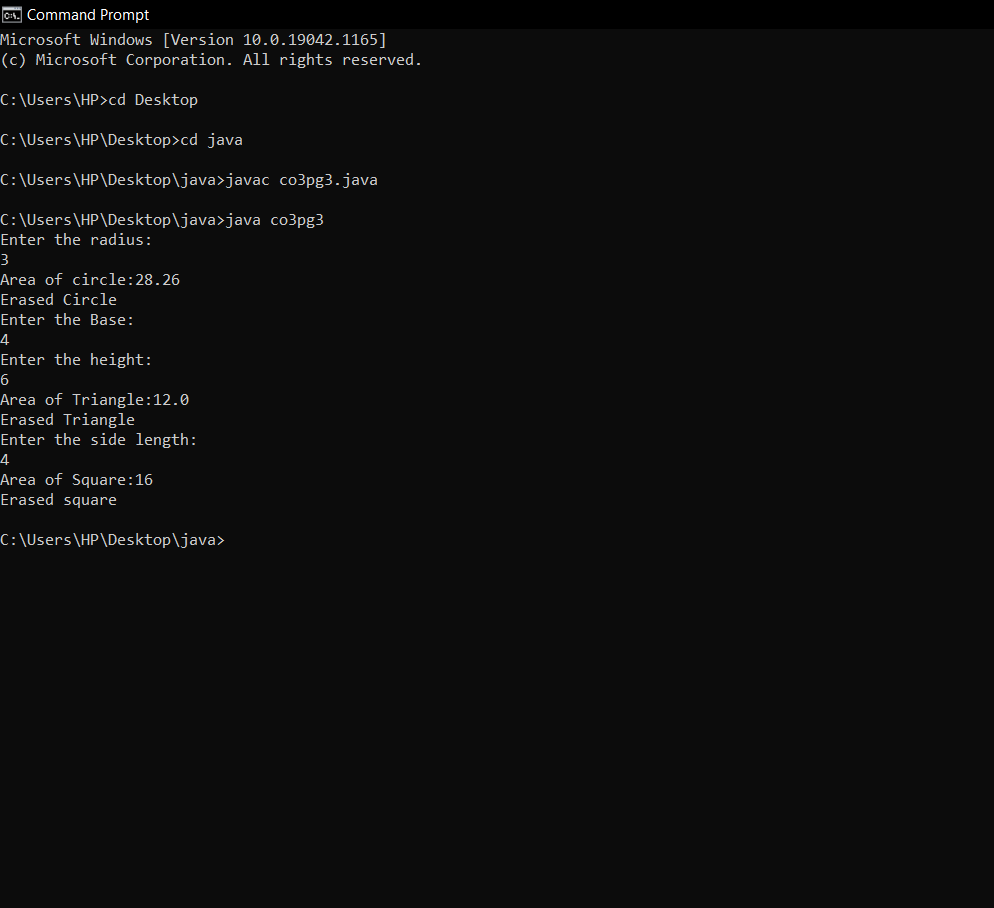 Command Prompt
Microsoft Windows [Version 10.0.19042.1165]
(c) Microsoft Corporation. All rights reserved.
C:\Users\HP>cd Desktop
C:\Users\HP\Desktop>cd java
C:\Users\HP\Desktop\java>javac co3pg3.java
C:\Users\HP\Desktop\java>java co3pg3
Enter the radius:
3
Area of circle:28.26
Erased Circle
Enter the Base:
4
Enter the height:
6
Area of Triangle:12.0
Erased Triangle
Enter the side length:
4
Area of Square:16
Erased square
C:\Users\HP\Desktop\java>